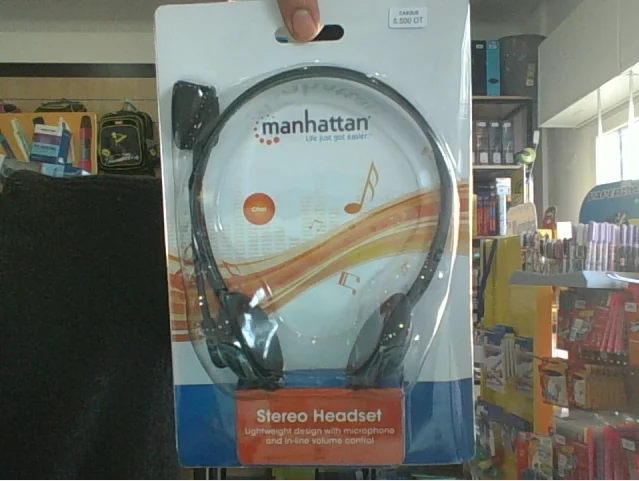 CASQUE
5.500 DT
manhattan
Life just got easier.
Chat
Stereo Headset
Lightweight design with microphone
and in-line volume control